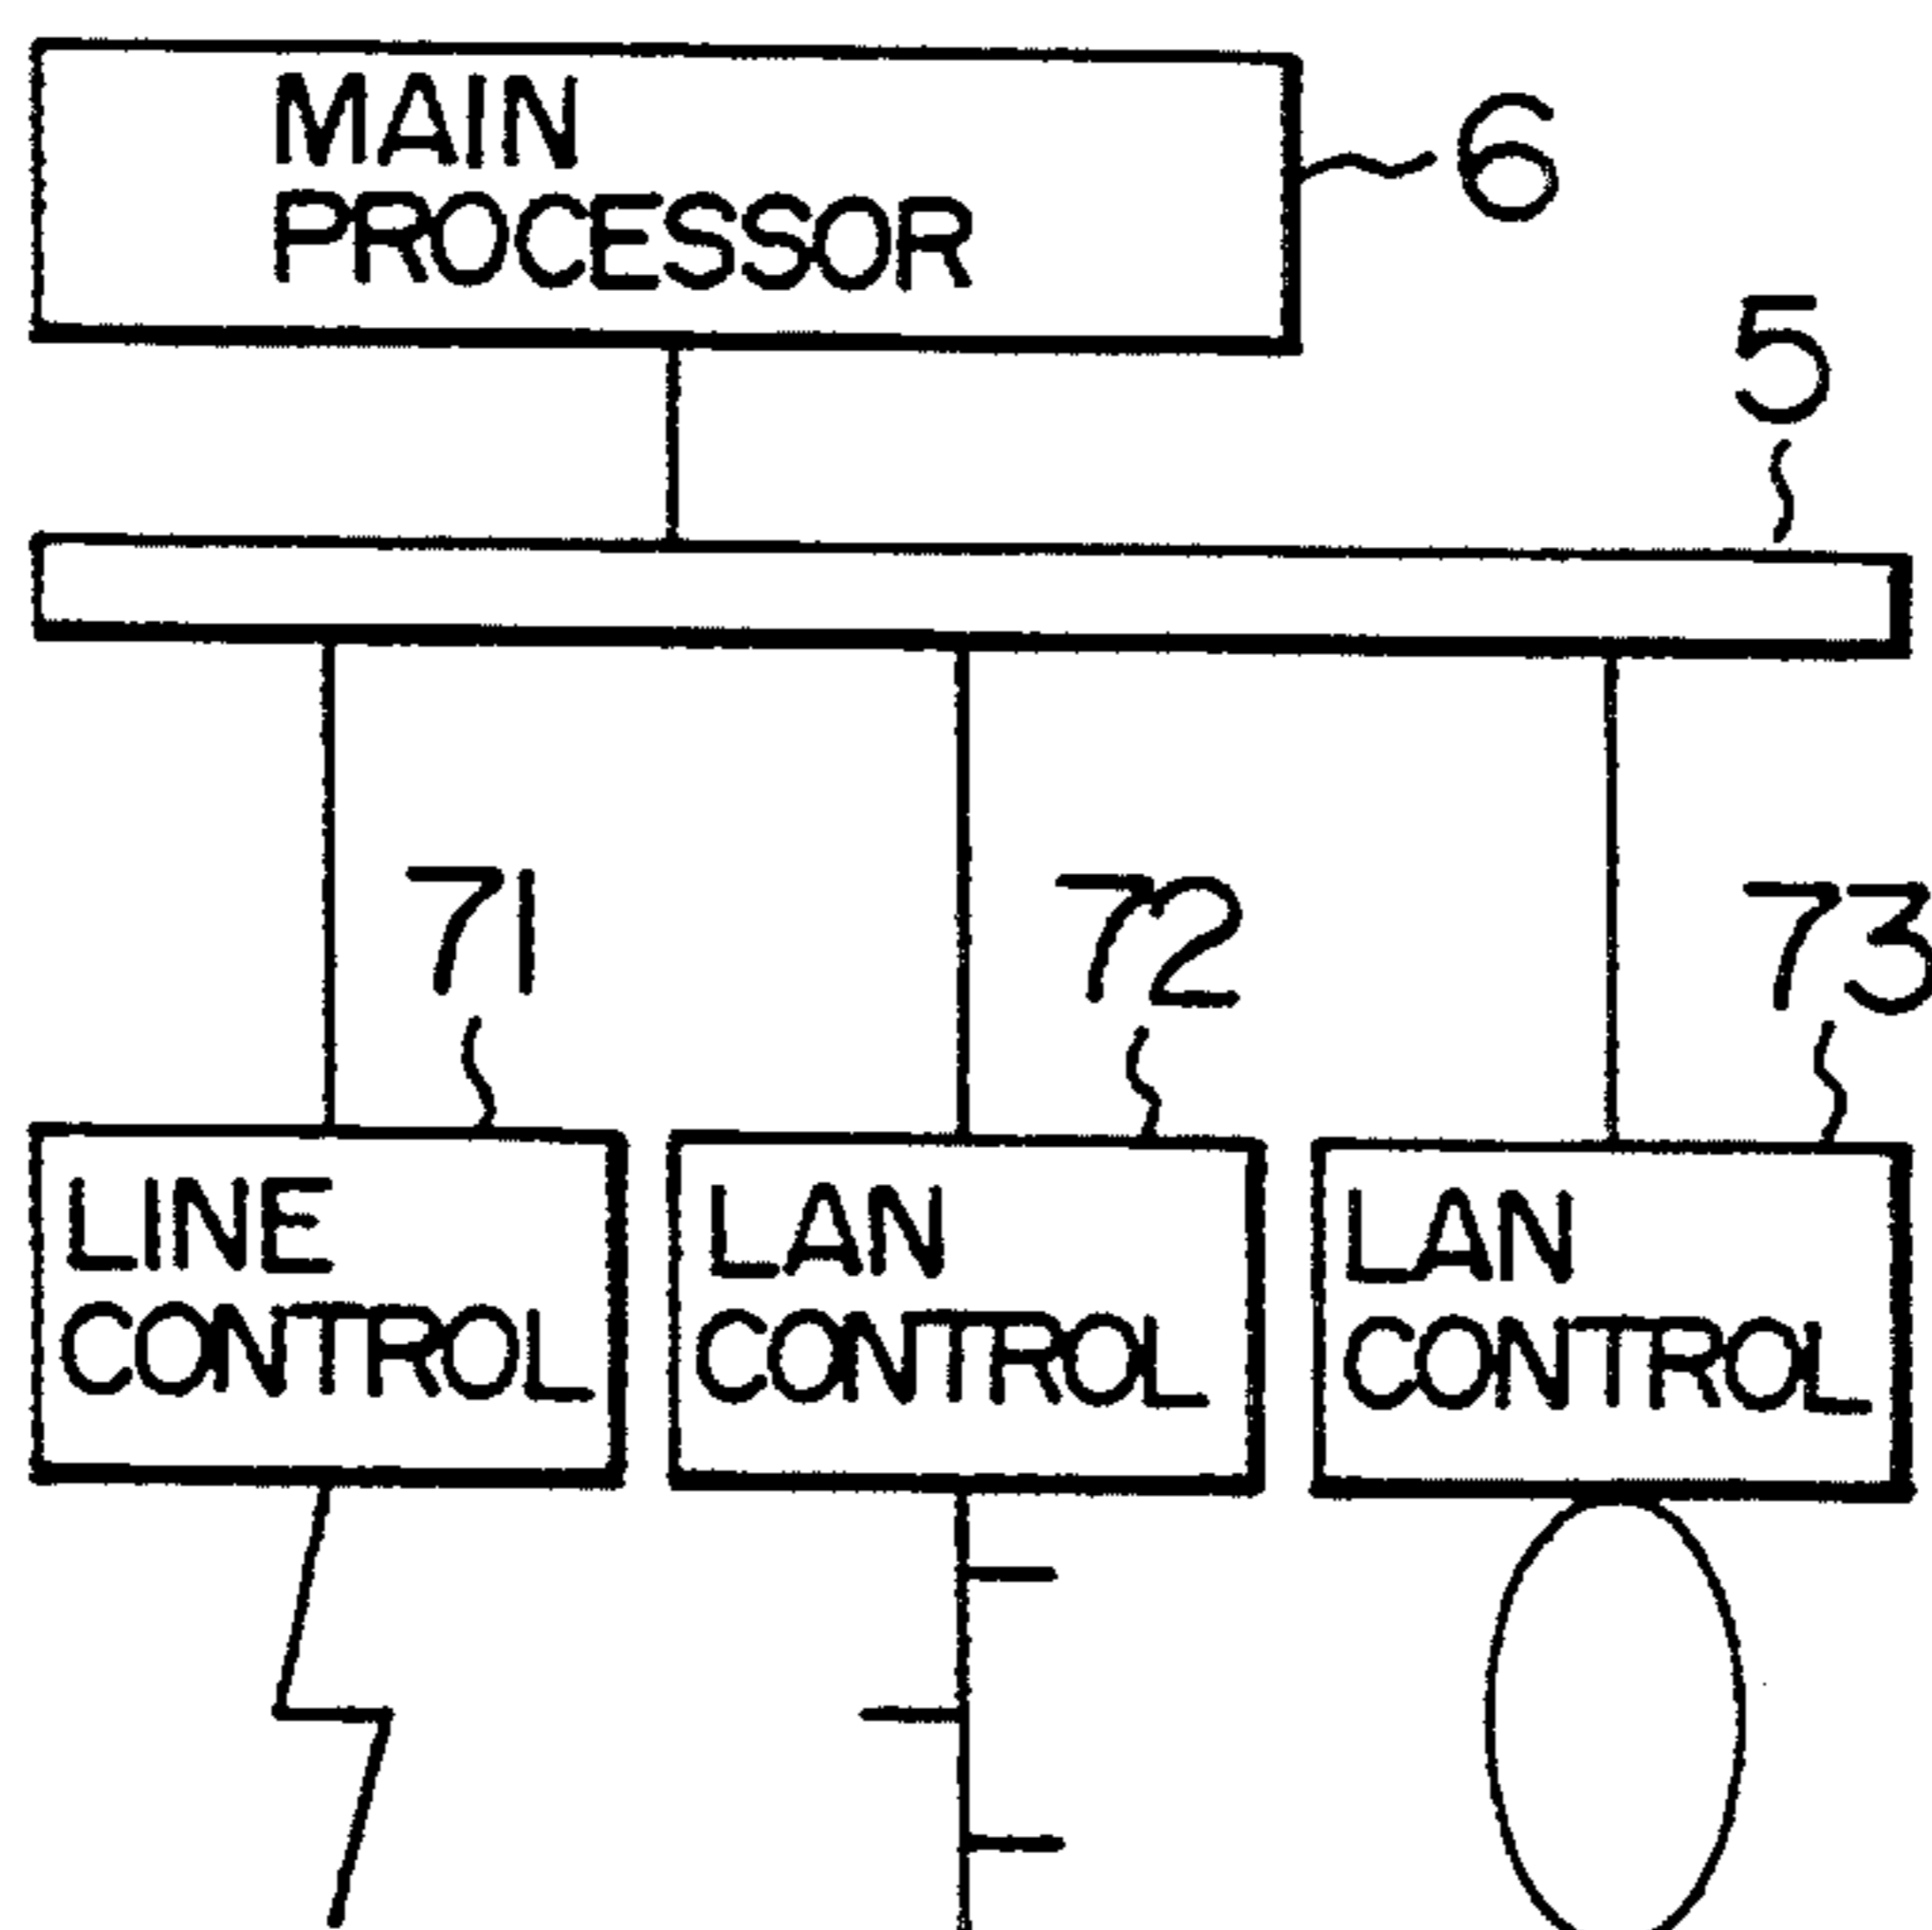 MAIN
PROCESSOR
6
5
71
72
73
LINE
CONTROL
LAN
CONTROL
LAN
CONTROL